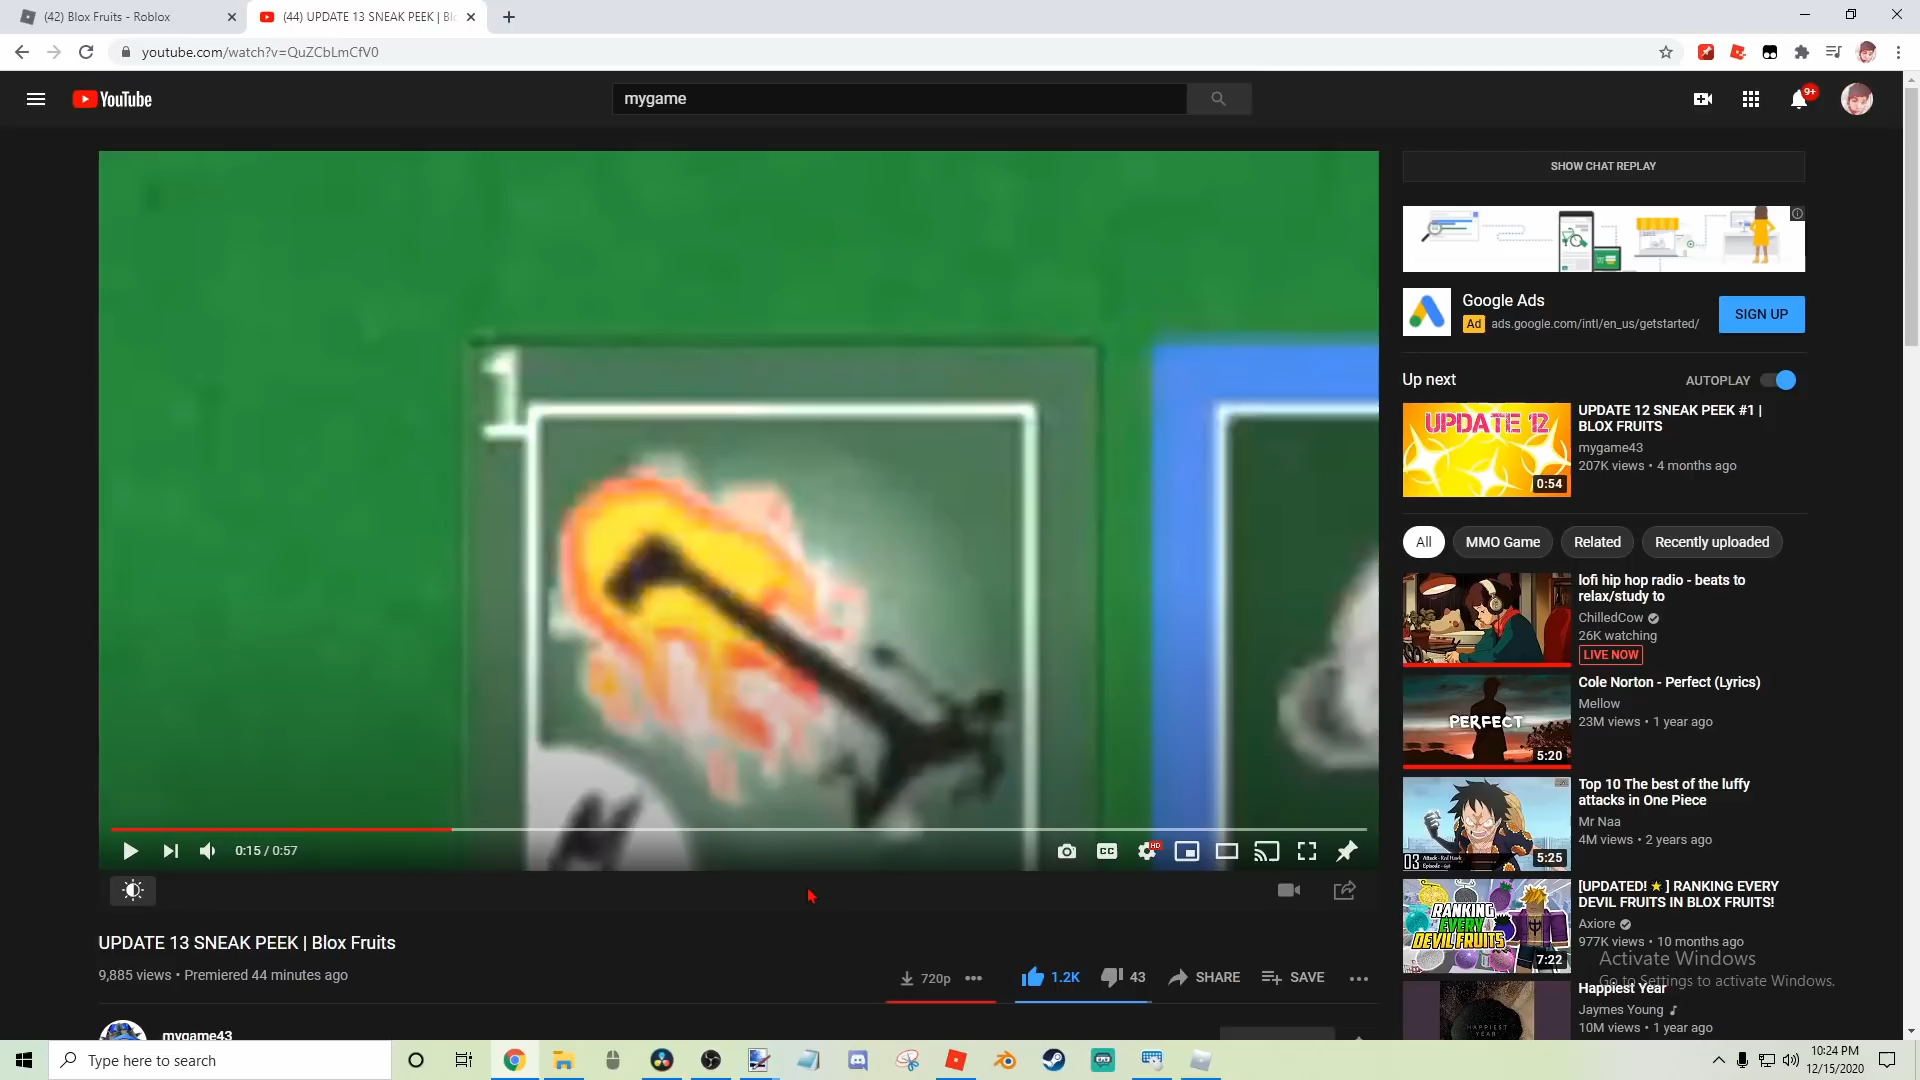 (42) Blox Fruits - Roblox
(44) UPDATE 13 SNEAK PEEK | Blo
youtube.com/watch?v=QuZCbLmCfV0
YouTube
mygame
9+
SHOW CHAT REPLAY
Google Ads
Ad ads.google.com/intl/en_us/getstarted/
SIGN UP
Up next
AUTOPLAY
UPDATE 12
0:54
UPDATE 12 SNEAK PEEK #1 |
BLOX FRUITS
mygame43
207K views • 4 months ago
All
MMO Game
Related
Recently uploaded
lofi hip hop radio - beats to
relax/study to
ChilledCow
26K watching
LIVE NOW
PERFECT
5:20
Cole Norton - Perfect (Lyrics)
Mellow
23M views • 1 year ago
03
5:25
Top 10 The best of the luffy
attacks in One Piece
Mr Naa
4M views • 2 years ago
RANKING
EVERY
DEVIL FRUITS
7:22
[UPDATED! ⭐] RANKING EVERY
DEVIL FRUITS IN BLOX FRUITS!
Axiore
977K views • 10 months ago
Activate Windows
Go to Settings to activate Windows.
Happiest Year
Jaymes Young
10M views • 1 year ago
1
HD
CC
0:15 / 0:57
UPDATE 13 SNEAK PEEK | Blox Fruits
9,885 views • Premiered 44 minutes ago
720p
1.2K
43
SHARE
SAVE
mygame43
Type here to search
10:24 PM
12/15/2020